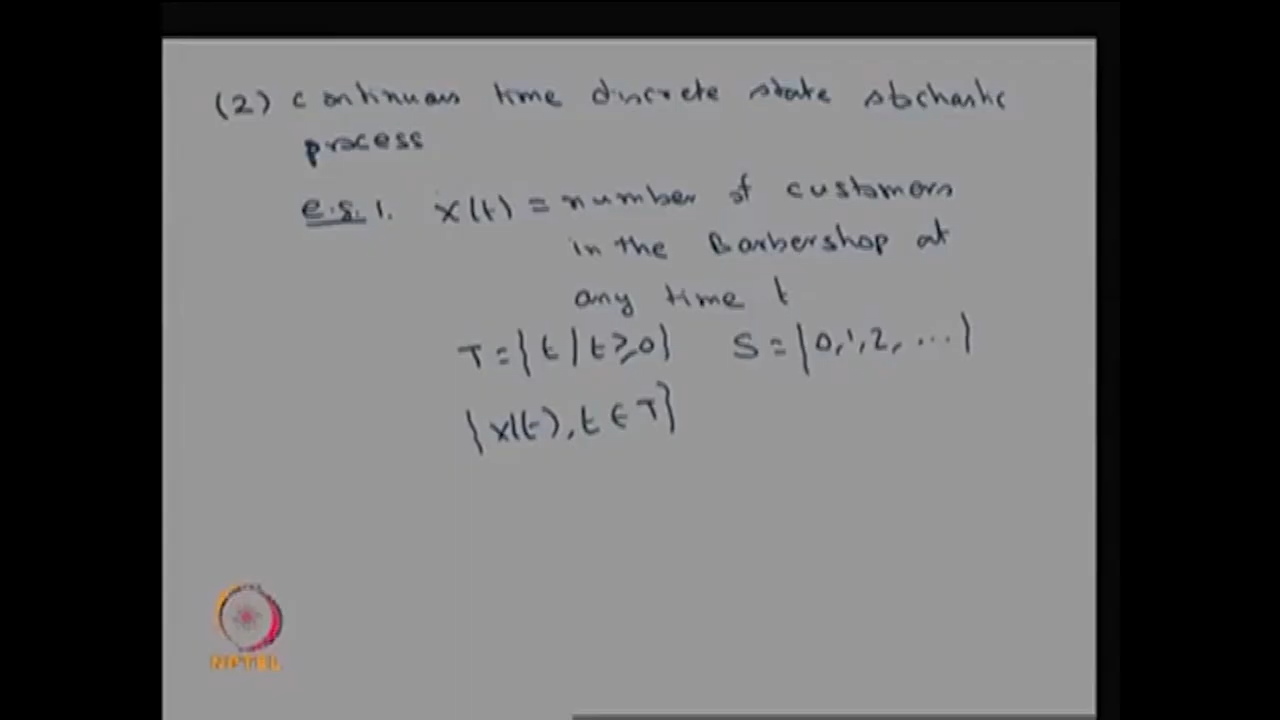 (2) continuous time discrete state stochastic
process
e.g. 1. X(t) = number of customers
in the Barbershop at
any time t
T = {t | t ≥ 0} S = {0, 1, 2, ...}
{X(t), t ∈ T}
NPTEL